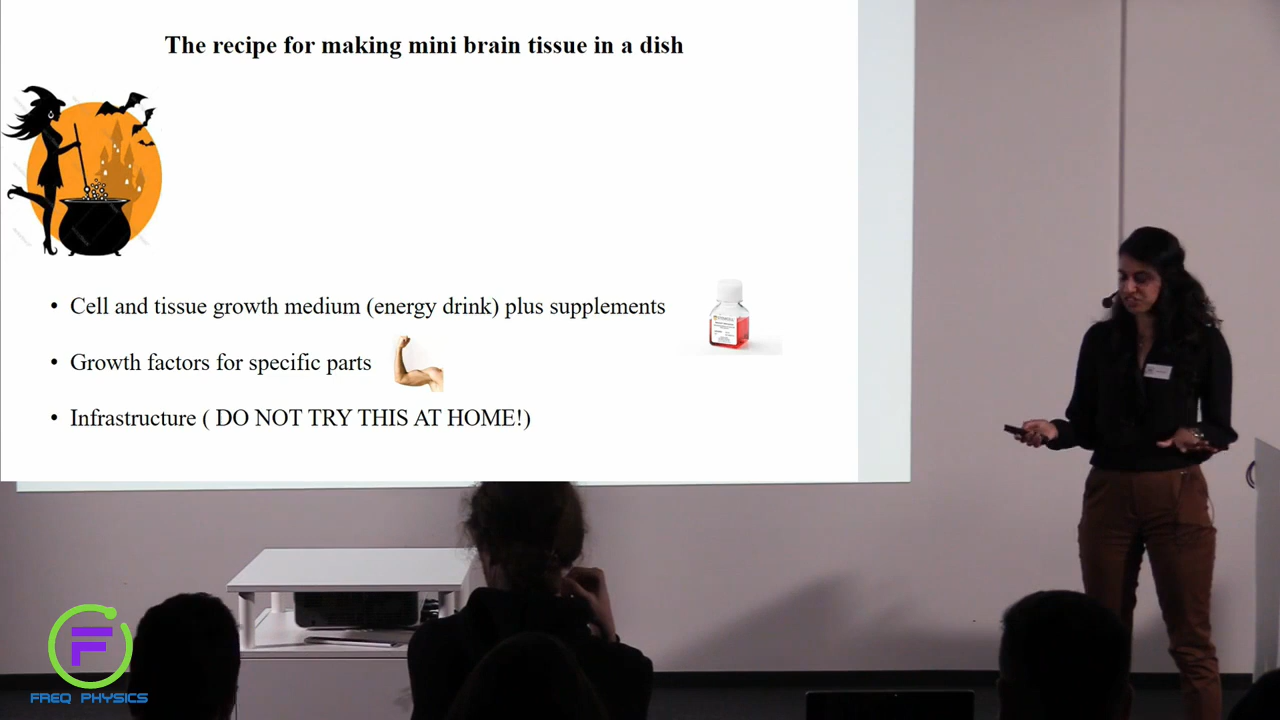 The recipe for making mini brain tissue in a dish
• Cell and tissue growth medium (energy drink) plus supplements
• Growth factors for specific parts
• Infrastructure ( DO NOT TRY THIS AT HOME!)
F
FREQ PHYSICS